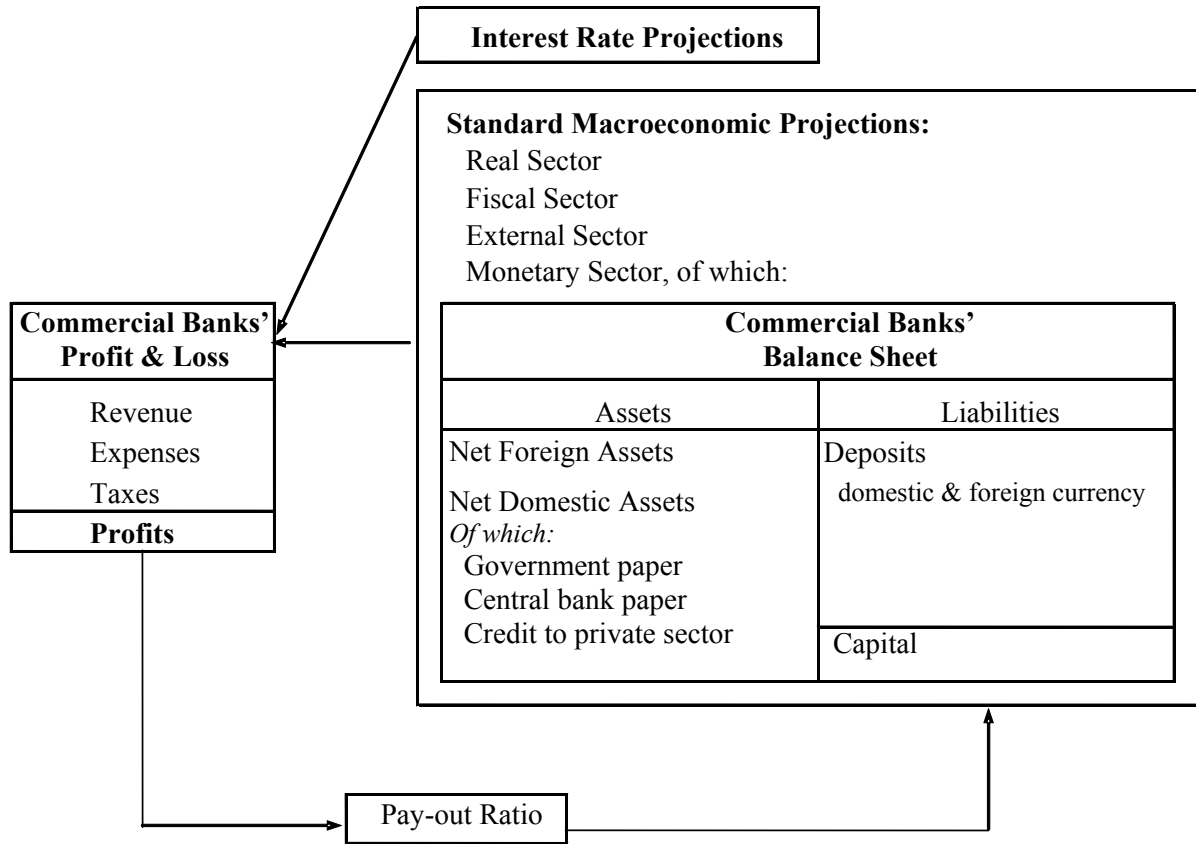 Interest Rate Projections
Standard Macroeconomic Projections:
Real Sector
Fiscal Sector
External Sector
Monetary Sector, of which:
Commercial Banks’
Profit & Loss
Revenue
Expenses
Taxes
Profits
Commercial Banks’
Balance Sheet
Assets
Liabilities
Net Foreign Assets
Net Domestic Assets
Of which:
Government paper
Central bank paper
Credit to private sector
Deposits
domestic & foreign currency
Capital
Pay-out Ratio